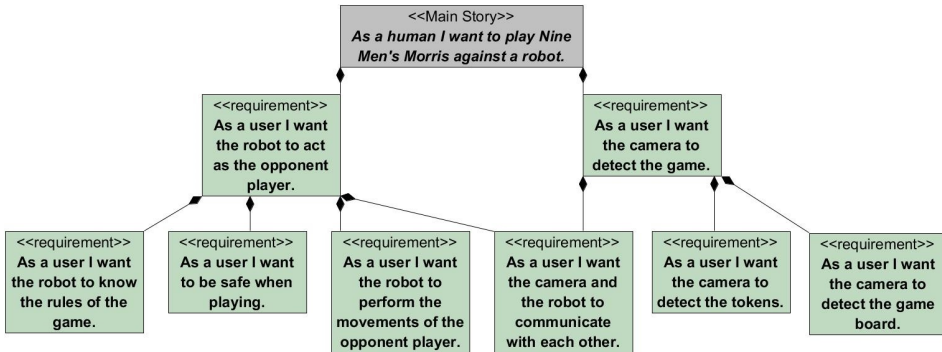 <<Main Story>>
As a human I want to play Nine
Men's Morris against a robot.
<<requirement>>
As a user I want
the robot to act
as the opponent
player.
<<requirement>>
As a user I want
the camera to
detect the game.
<<requirement>>
As a user I want
the robot to know
the rules of the
game.
<<requirement>>
As a user I want
to be safe when
playing.
<<requirement>>
As a user I want
the robot to
perform the
movements of the
opponent player.
<<requirement>>
As a user I want
the camera and
the robot to
communicate
with each other.
<<requirement>>
As a user I want
the camera to
detect the tokens.
<<requirement>>
As a user I want
the camera to
detect the game
board.